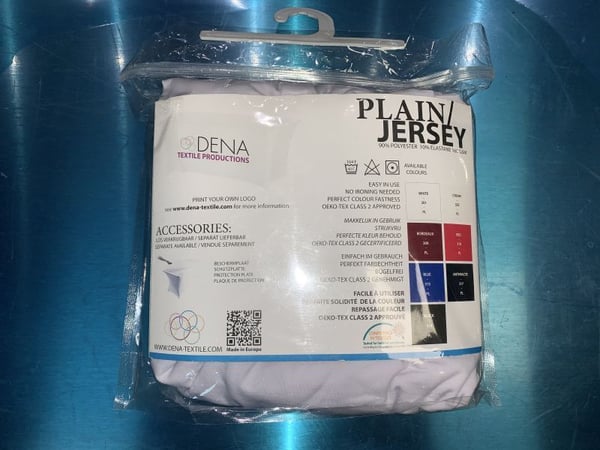 PLAIN/
JERSEY
90% POLYESTER 10% ELASTANE
DENA
TEXTILE PRODUCTIONS
AVAILABLE
COLOURS
PRINT YOUR OWN LOGO
see www.dena-textile.com for more information
EASY IN USE
NO IRONING NEEDED
PERFECT COLOUR FASTNESS
OEKO-TEX CLASS 2 APPROVED
MAKKELIJK IN GEBRUIK
STRIJKVRIJ
PERFECTE KLEUR BEHOUD
OEKO-TEX CLASS 2 GECERTIFICEERD
EINFACH IM GEBRAUCH
PERFEKT FARBECHTHEIT
BÜGELFREI
OEKO-TEX CLASS 2 GENEHMIGT
FACILE À UTILISER
PARFAITE SOLIDITÉ DE LA COULEUR
REPASSAGE FACILE
OEKO-TEX CLASS 2 APPROUVÉ
WHITE
CREAM
BORDEAUX
RED
BLUE
ANTHRACITE
ACCESSORIES:
LOS VERKRIJGBAAR / SEPARAT LIEFERBAR
SEPARATE AVAILABLE / VENDUE SEPAREMENT
BESCHERMPLAAT
SCHUTZPLATTE
PROTECTION PLATE
PLAQUE DE PROTECTION
WWW.DENA-TEXTILE.COM
Made in Europe